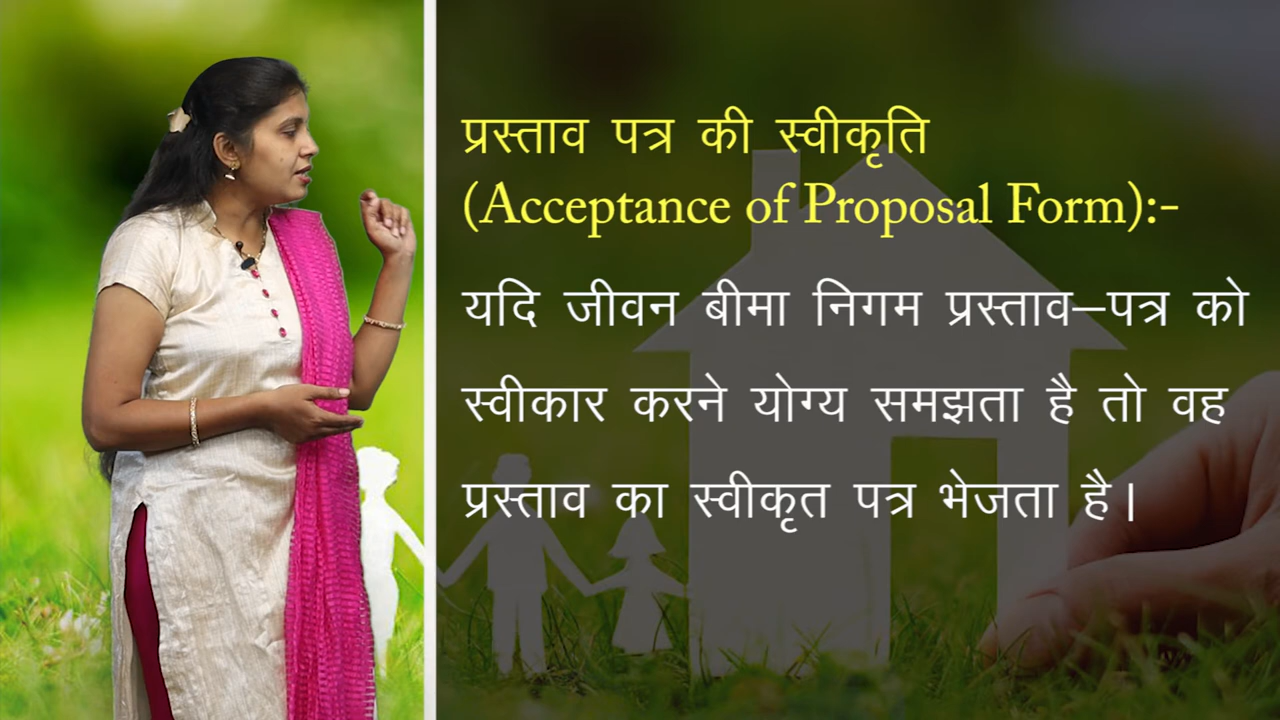 प्रस्ताव पत्र की स्वीकृति
(Acceptance of Proposal Form):-
यदि जीवन बीमा निगम प्रस्ताव–पत्र को
स्वीकार करने योग्य समझता है तो वह
प्रस्ताव का स्वीकृत पत्र भेजता है।